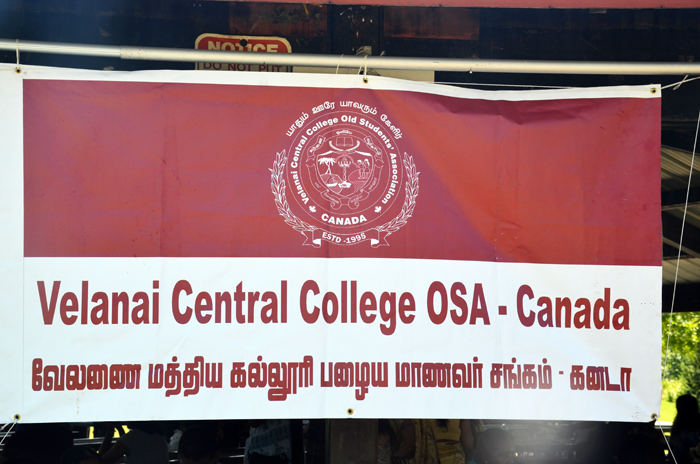 NOTICE
DO NOT PUT
யாதும் ஊரே யாவரும் கேளிர்
Velanai Central College Old Students' Association
CANADA
ESTD -1995
Velanai Central College OSA - Canada
வேலணை மத்திய கல்லூரி பழைய மாணவர் சங்கம் - கனடா